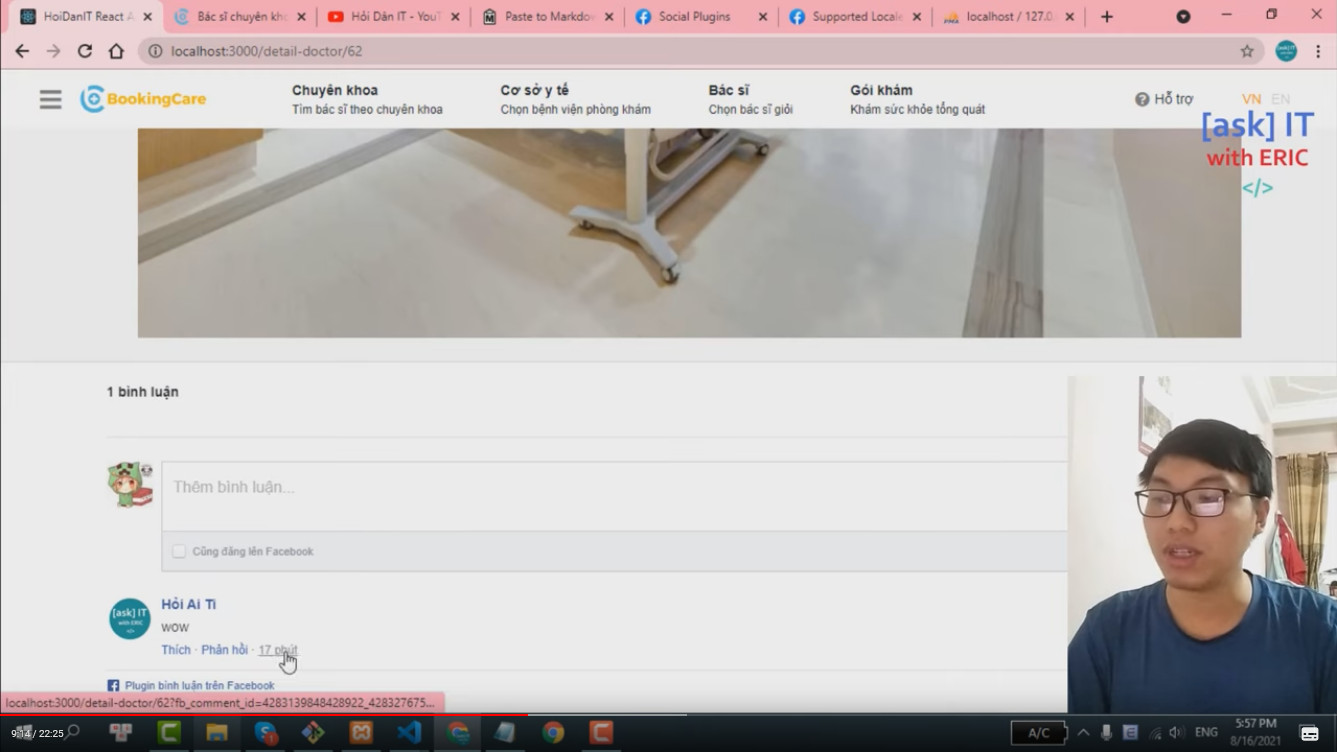 HoiDanIT React A
Bác sĩ chuyên kho
Hỏi Dân IT - YouT
Paste to Markdow
Social Plugins
Supported Locale
localhost / 127.0.
localhost:3000/detail-doctor/62
BookingCare
Chuyên khoa
Tìm bác sĩ theo chuyên khoa
Cơ sở y tế
Chọn bệnh viện phòng khám
Bác sĩ
Chọn bác sĩ giỏi
Gói khám
Khám sức khỏe tổng quát
Hỗ trợ
VN EN
[ask] IT
with ERIC
</>
1 bình luận
Thêm bình luận...
Cũng đăng lên Facebook
[ask] IT
with ERIC
</>
Hỏi Ai Ti
WOW
Thích · Phản hồi · 17 phút
Plugin bình luận trên Facebook
localhost:3000/detail-doctor/62?fb_comment_id=4283139848428922_428327675...
9:14 / 22:25
A/C
ENG
5:57 PM
8/16/2021